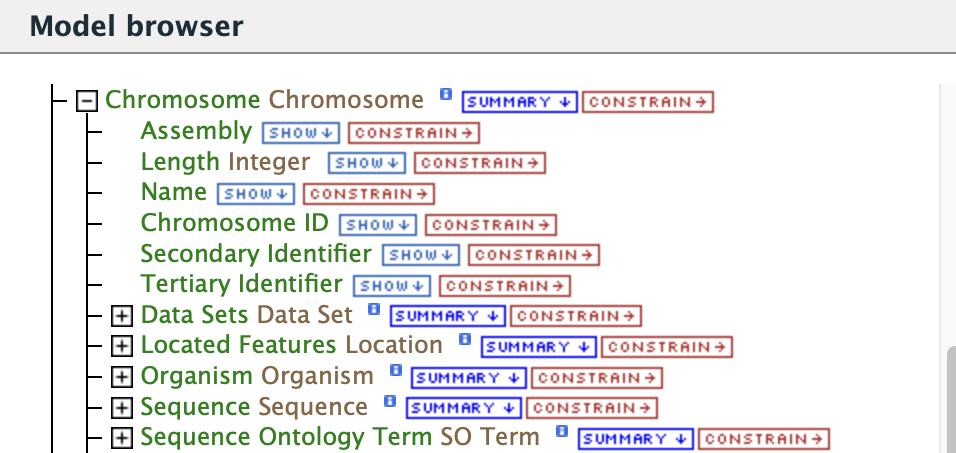 Model browser
Chromosome Chromosome i SUMMARY ↓ CONSTRAIN →
Assembly SHOW ↓ CONSTRAIN →
Length Integer SHOW ↓ CONSTRAIN →
Name SHOW ↓ CONSTRAIN →
Chromosome ID SHOW ↓ CONSTRAIN →
Secondary Identifier SHOW ↓ CONSTRAIN →
Tertiary Identifier SHOW ↓ CONSTRAIN →
Data Sets Data Set i SUMMARY ↓ CONSTRAIN →
Located Features Location i SUMMARY ↓ CONSTRAIN →
Organism Organism i SUMMARY ↓ CONSTRAIN →
Sequence Sequence i SUMMARY ↓ CONSTRAIN →
Sequence Ontology Term SO Term i SUMMARY ↓ CONSTRAIN →